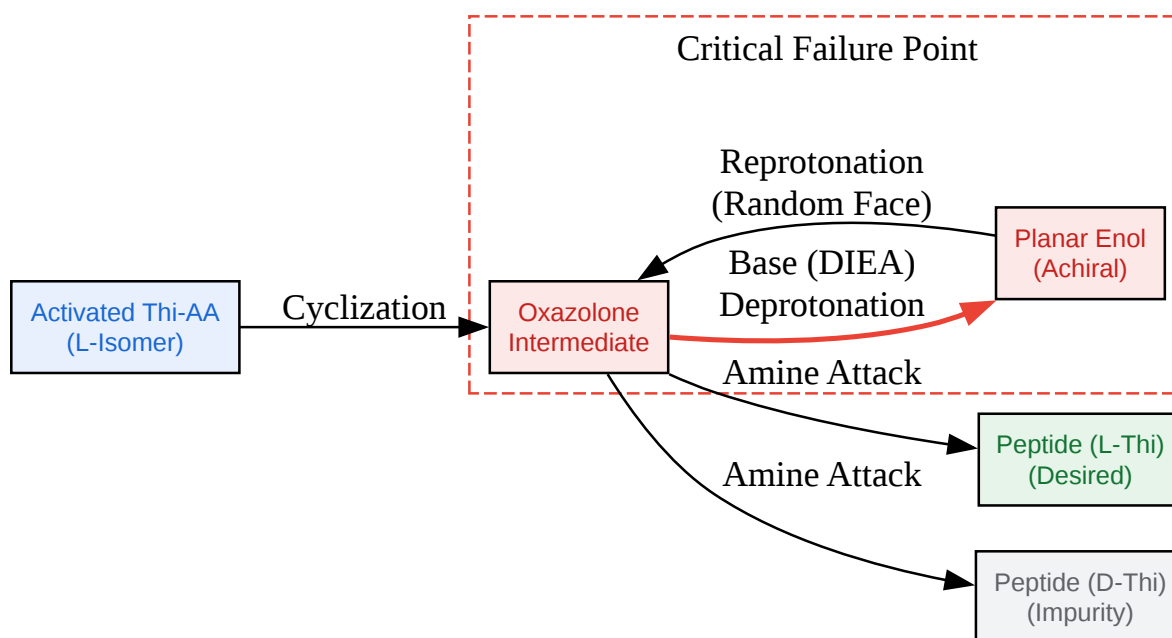 Critical Failure Point
Reprotonation
(Random Face)
Planar Enol
(Achiral)
Base (DIEA)
Deprotonation
Activated Thi-AA
(L-Isomer)
Cyclization
Oxazolone
Intermediate
Amine Attack
Peptide (L-Thi)
(Desired)
Amine Attack
Peptide (D-Thi)
(Impurity)